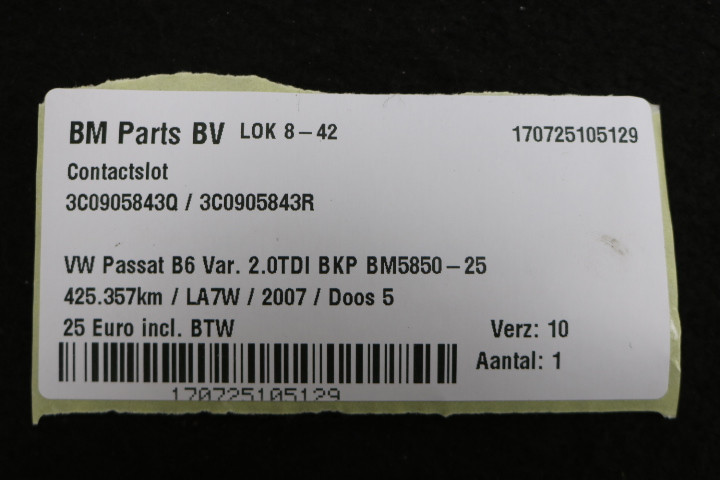 BM Parts BV LOK 8-42 170725105129
Contactslot
3C0905843Q / 3C0905843R
VW Passat B6 Var. 2.0TDI BKP BM5850-25
425.357km / LA7W / 2007 / Doos 5
25 Euro incl. BTW Verz: 10
Aantal: 1
170725105129